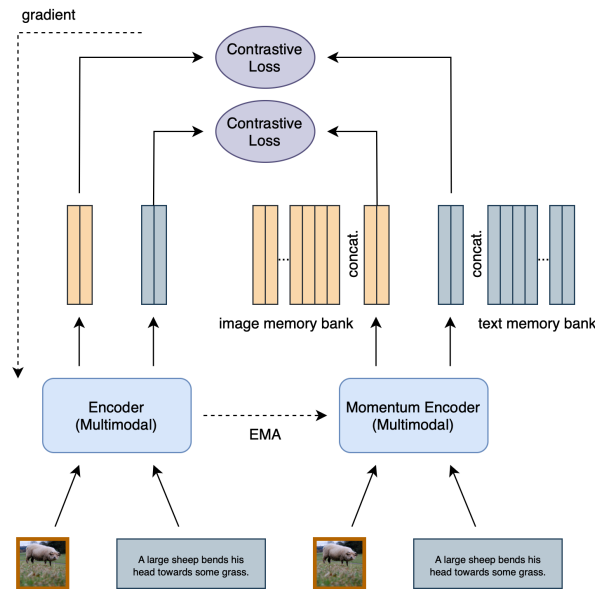 gradient
Contrastive
Loss
Contrastive
Loss
concat.
concat.
...
...
image memory bank
text memory bank
Encoder
(Multimodal)
EMA
Momentum Encoder
(Multimodal)
A large sheep bends his
head towards some grass.
A large sheep bends his
head towards some grass.